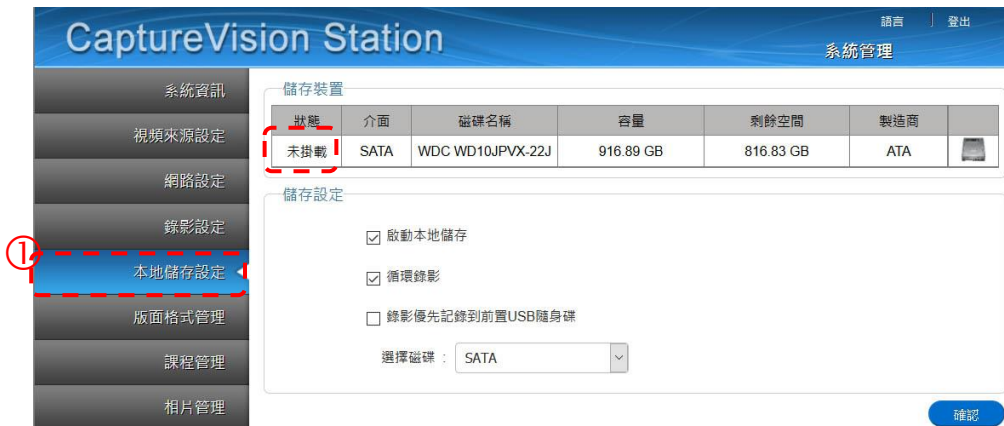 CaptureVision Station
語言 | 登出
系統管理
系統資訊
視頻來源設定
網路設定
錄影設定
①
本地儲存設定
版面格式管理
課程管理
相片管理
儲存裝置
狀態 介面 磁碟名稱 容量 剩餘空間 製造商
未掛載 SATA WDC WD10JPVX-22J 916.89 GB 816.83 GB ATA
儲存設定
啟動本地儲存
循環錄影
錄影優先記錄到前置USB隨身碟
選擇磁碟 : SATA
確認